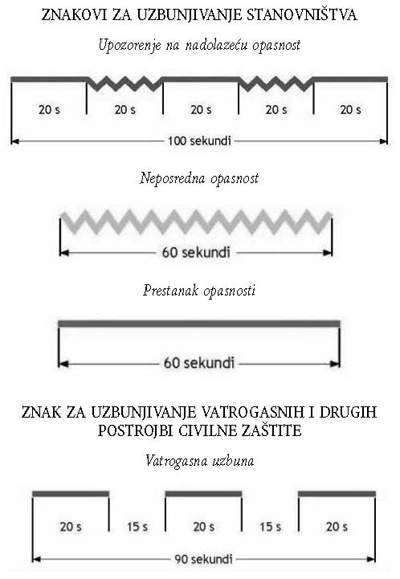 ZNAKOVI ZA UZBUNJIVANJE STANOVNIŠTVA
Upozorenje na nadolazeću opasnost
20 s 20 s 20 s 20 s 20 s
100 sekundi
Neposredna opasnost
60 sekundi
Prestanak opasnosti
60 sekundi
ZNAK ZA UZBUNJIVANJE VATROGASNIH I DRUGIH
POSTROJBI CIVILNE ZAŠTITE
Vatrogasna uzbuna
20 s 15 s 20 s 15 s 20 s
90 sekundi